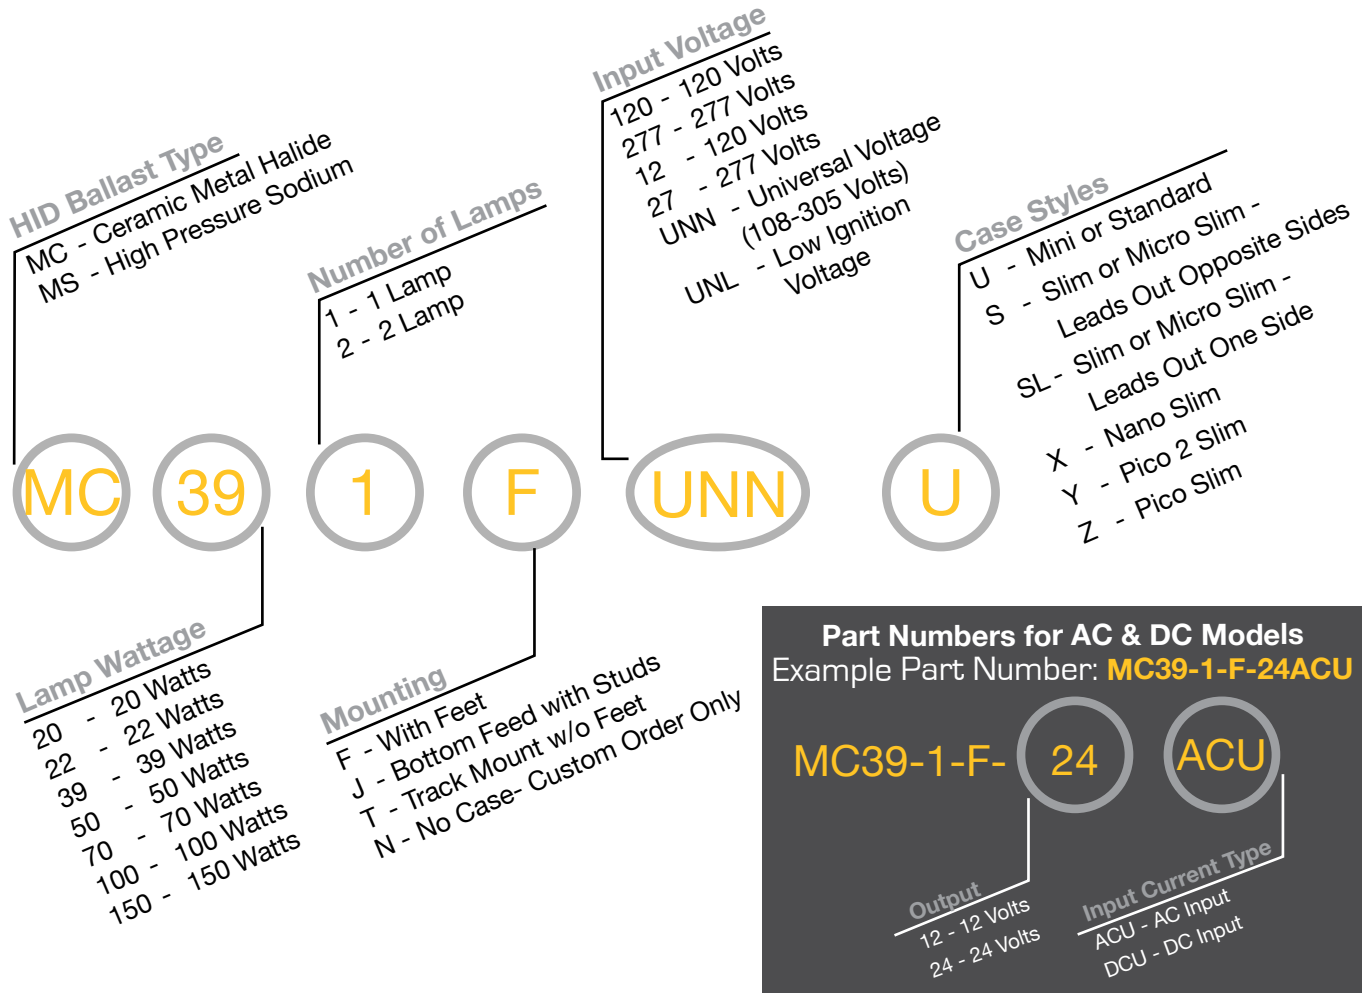 HID Ballast Type
MC - Ceramic Metal Halide
MS - High Pressure Sodium
Number of Lamps
1 - 1 Lamp
2 - 2 Lamp
Input Voltage
120 - 120 Volts
277 - 277 Volts
12 - 120 Volts
27 - 277 Volts
UNN - Universal Voltage
(108-305 Volts)
UNL - Low Ignition
Voltage
Case Styles
U - Mini or Standard
S - Slim or Micro Slim -
Leads Out Opposite Sides
SL - Slim or Micro Slim -
Leads Out One Side
X - Nano Slim
Y - Pico 2 Slim
Z - Pico Slim
MC 39 1 F UNN U
Lamp Wattage
20 - 20 Watts
22 - 22 Watts
39 - 39 Watts
50 - 50 Watts
70 - 70 Watts
100 - 100 Watts
150 - 150 Watts
Mounting
F - With Feet
J - Bottom Feed with Studs
T - Track Mount w/o Feet
N - No Case- Custom Order Only
Part Numbers for AC & DC Models
Example Part Number: MC39-1-F-24ACU
MC39-1-F- 24 ACU
Output
12 - 12 Volts
24 - 24 Volts
Input Current Type
ACU - AC Input
DCU - DC Input